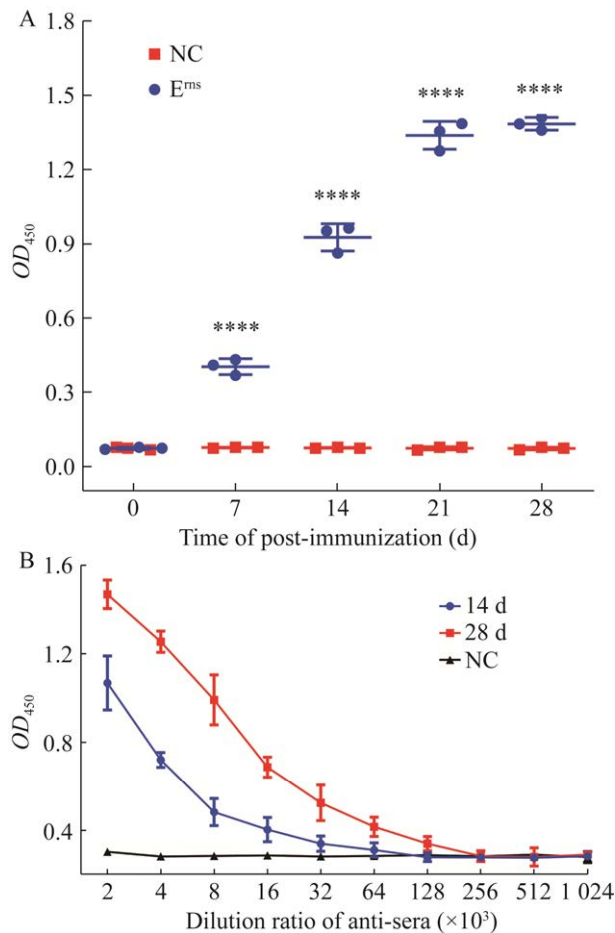 A
1.8
NC
E^rns
1.5
****
****
1.2
****
0.9
OD₄₅₀
0.6
****
0.3
0.0
0 7 14 21 28
Time of post-immunization (d)
B
1.6
14 d
28 d
NC
1.2
OD₄₅₀
0.8
0.4
2 4 8 16 32 64 128 256 512 1 024
Dilution ratio of anti-sera (×10³)